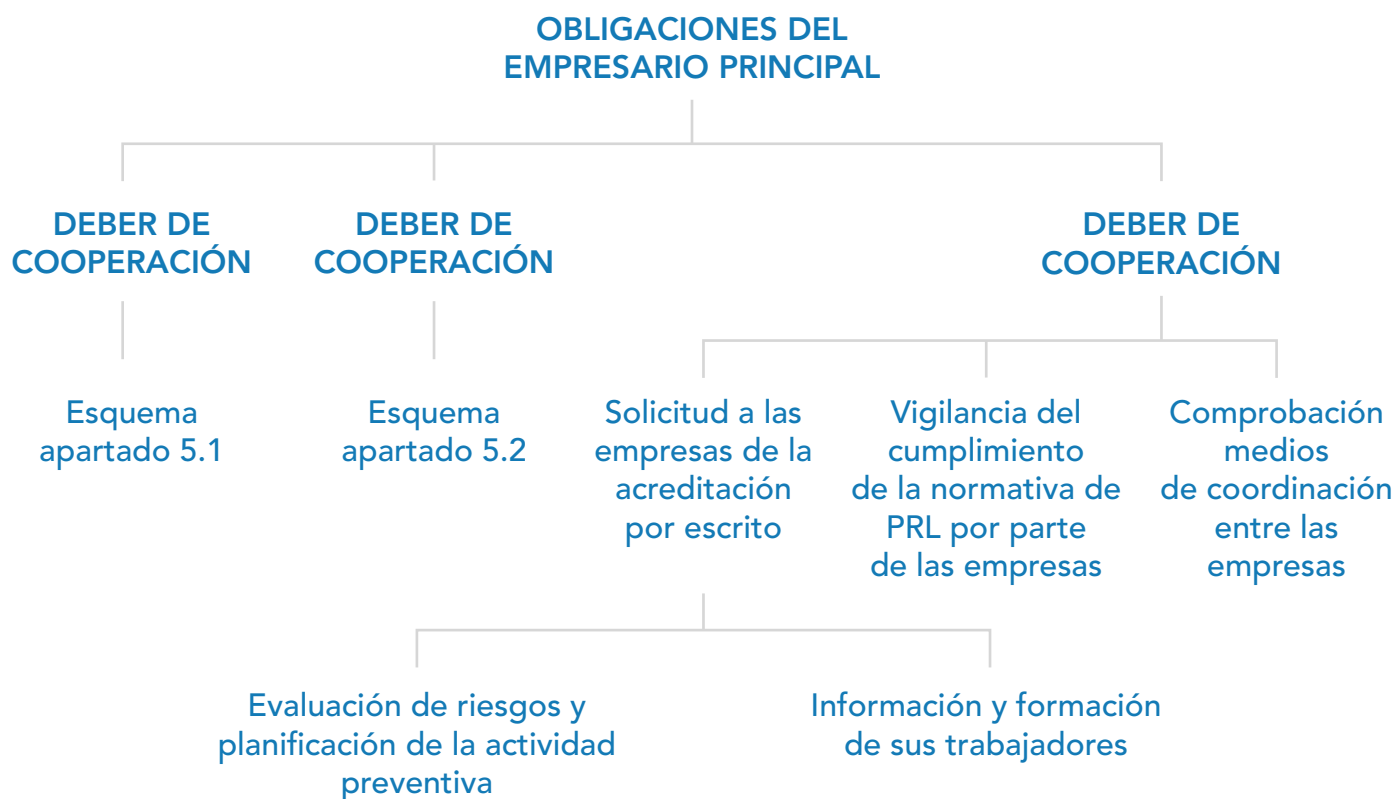 OBLIGACIONES DEL
EMPRESARIO PRINCIPAL
DEBER DE
COOPERACIÓN
DEBER DE
COOPERACIÓN
DEBER DE
COOPERACIÓN
Esquema
apartado 5.1
Esquema
apartado 5.2
Solicitud a las
empresas de la
acreditación
por escrito
Vigilancia del
cumplimiento
de la normativa de
PRL por parte
de las empresas
Comprobación
medios
de coordinación
entre las
empresas
Evaluación de riesgos y
planificación de la actividad
preventiva
Información y formación
de sus trabajadores